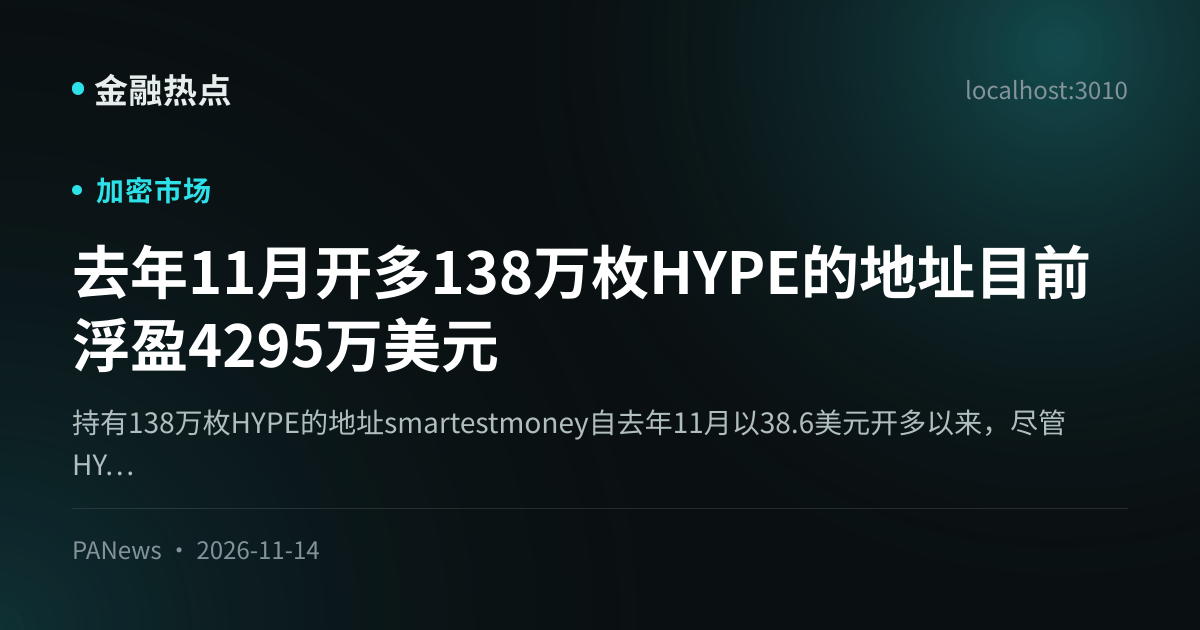 金融热点
localhost:3010
加密市场
去年11月开多138万枚HYPE的地址目前
浮盈4295万美元
持有138万枚HYPE的地址smartestmoney自去年11月以38.6美元开多以来，尽管
HY…
PANews • 2026-11-14